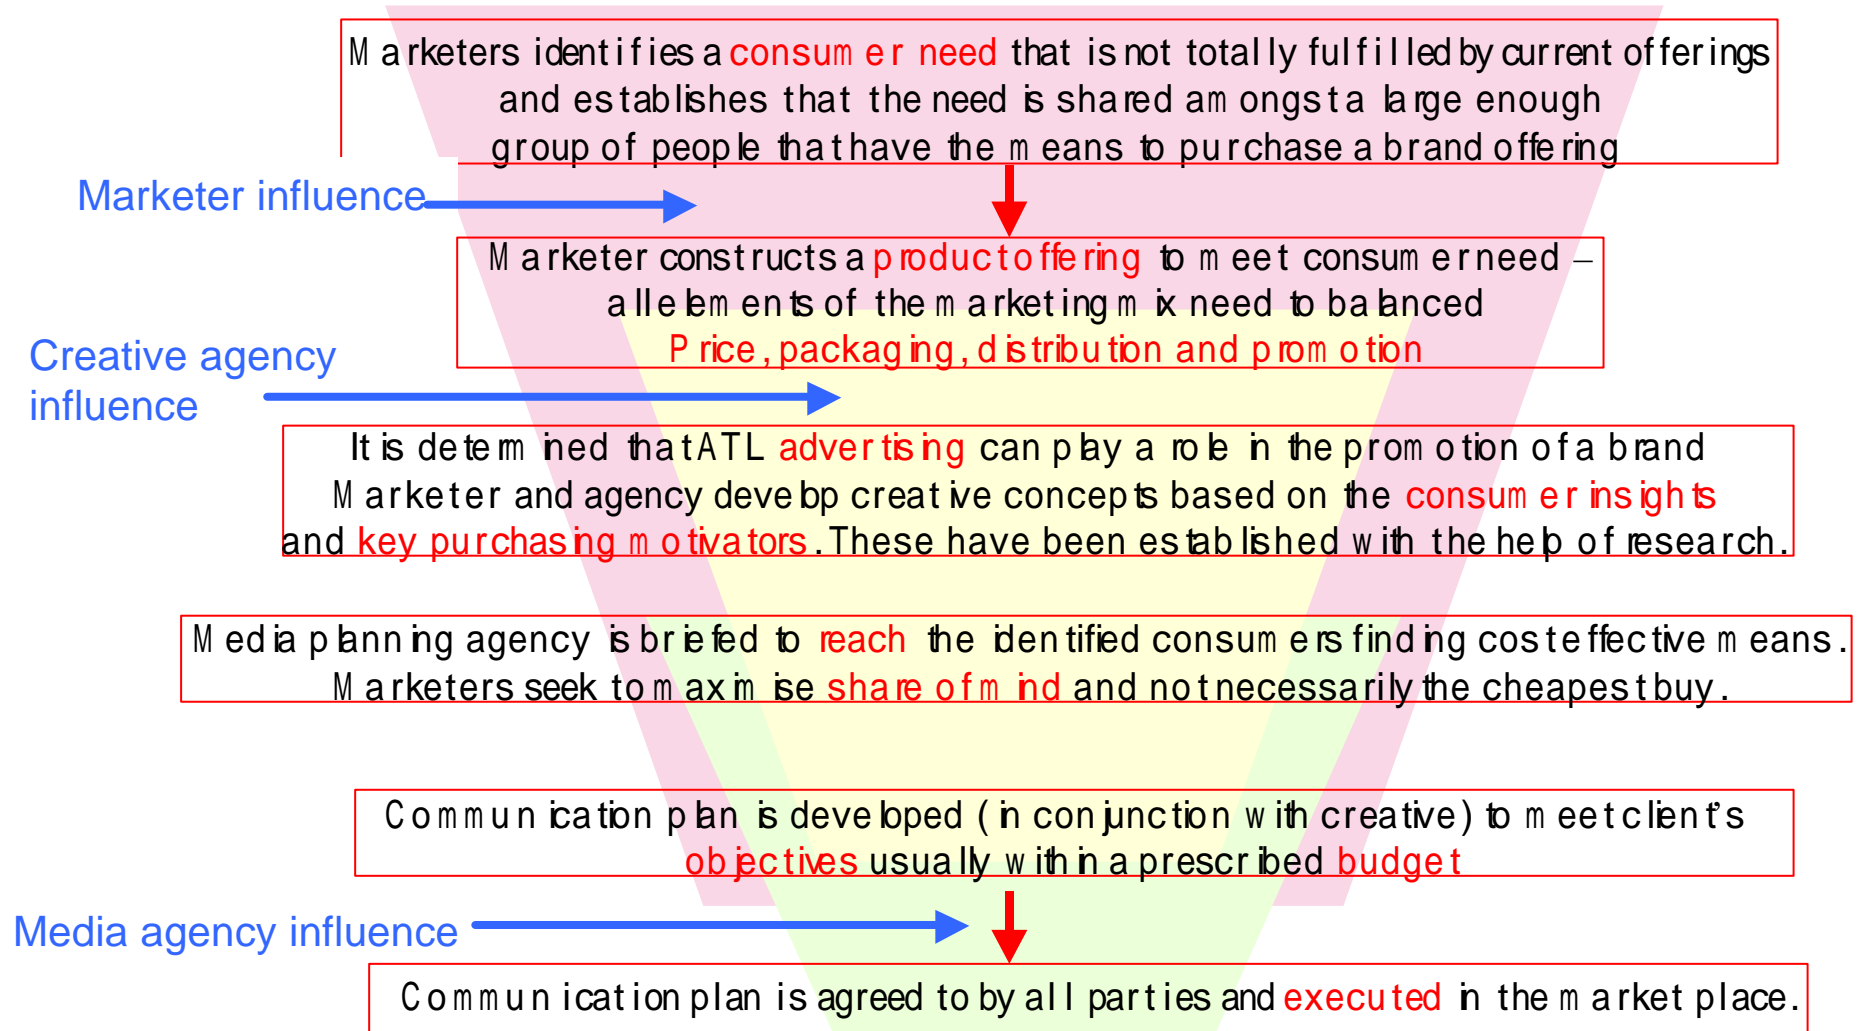 Marketers identifies a consumer need that is not totally fulfilled by current offerings
and establishes that the need is shared amongst a large enough
group of people that have the means to purchase a brand offering
Marketer influence
Marketer constructs a product offering to meet consumer need –
all elements of the marketing mix need to balanced
Price, packaging, distribution and promotion
Creative agency
influence
It is determined that ATL advertising can play a role in the promotion of a brand
Marketer and agency develop creative concepts based on the consumer insights
and key purchasing motivators. These have been established with the help of research.
Media planning agency is briefed to reach the identified consumers finding cost effective means.
Marketers seek to maximise share of mind and not necessarily the cheapest buy.
Communication plan is developed (in conjunction with creative) to meet client's
objectives usually within a prescribed budget
Media agency influence
Communication plan is agreed to by all parties and executed in the market place.